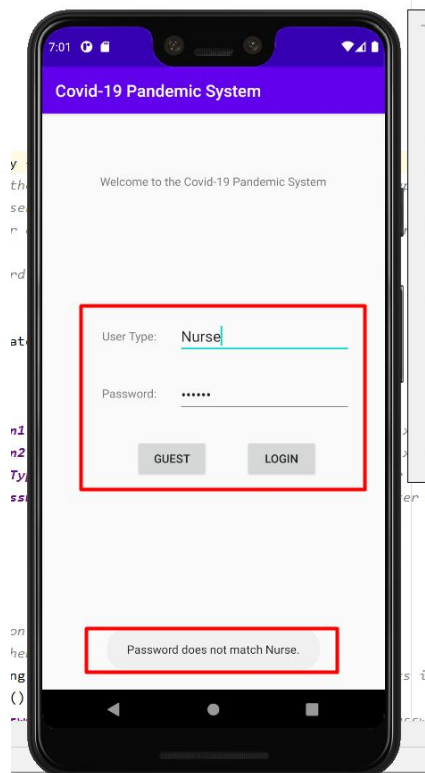 7:01
Covid-19 Pandemic System
Welcome to the Covid-19 Pandemic System
User Type: Nurse
Password: ••••••
GUEST LOGIN
Password does not match Nurse.